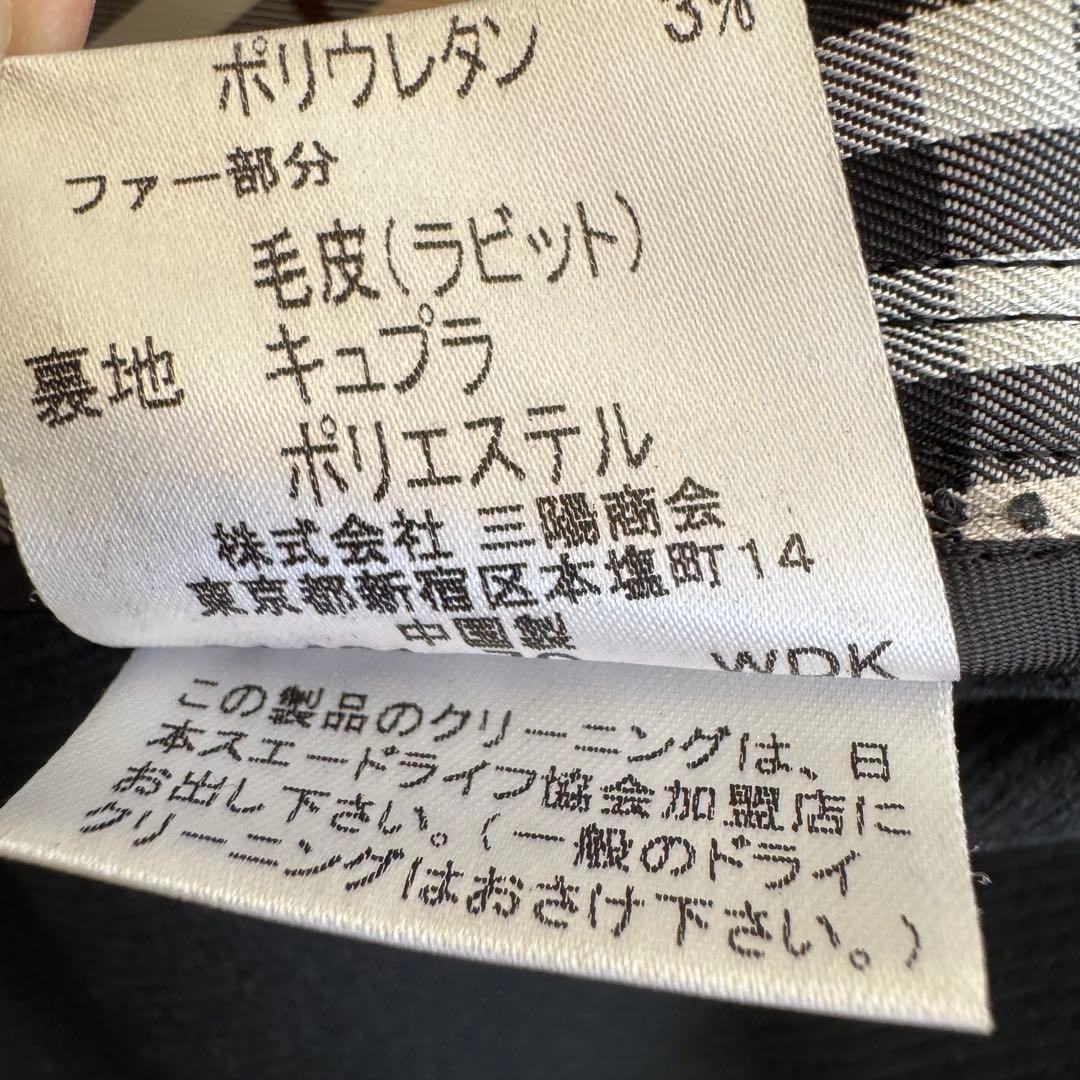 ポリウレタン 3%
ファー部分
毛皮(ラビット)
裏地 キュプラ
ポリエステル
株式会社 三陽商会
東京都新宿区本塩町14
中国製
WDK
この製品のクリーニングは、日
本スエードライフ協会加盟店に
お出し下さい。(一般のドライ
クリーニングはおさけ下さい。)